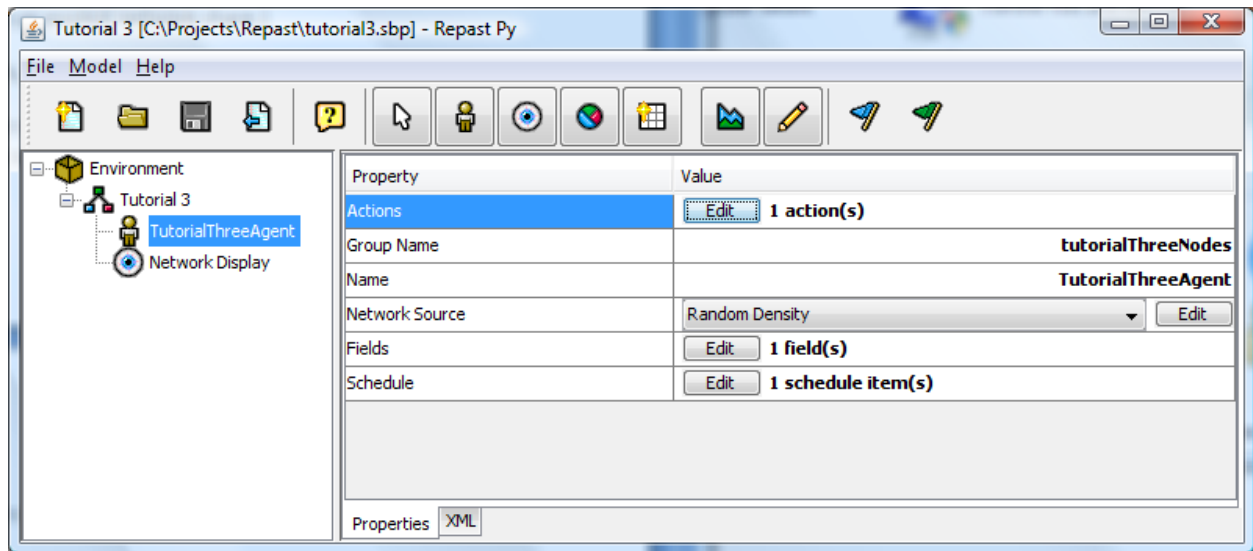 Tutorial 3 [C:\Projects\Repast\tutorial3.sbp] - Repast Py
File Model Help
Environment
Tutorial 3
TutorialThreeAgent
Network Display
Property Value
Actions Edit 1 action(s)
Group Name tutorialThreeNodes
Name TutorialThreeAgent
Network Source Random Density Edit
Fields Edit 1 field(s)
Schedule Edit 1 schedule item(s)
Properties XML